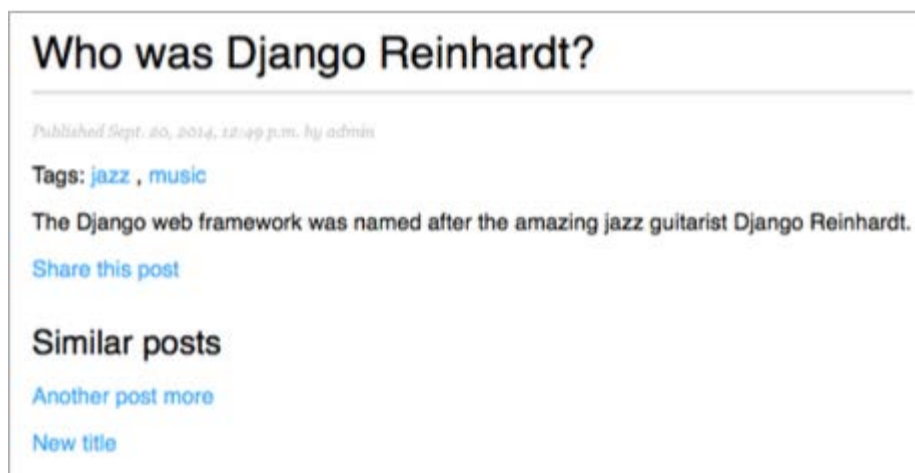 Who was Django Reinhardt?
Published Sept. 20, 2014, 12:49 p.m. by admin
Tags: jazz , music
The Django web framework was named after the amazing jazz guitarist Django Reinhardt.
Share this post
Similar posts
Another post more
New title